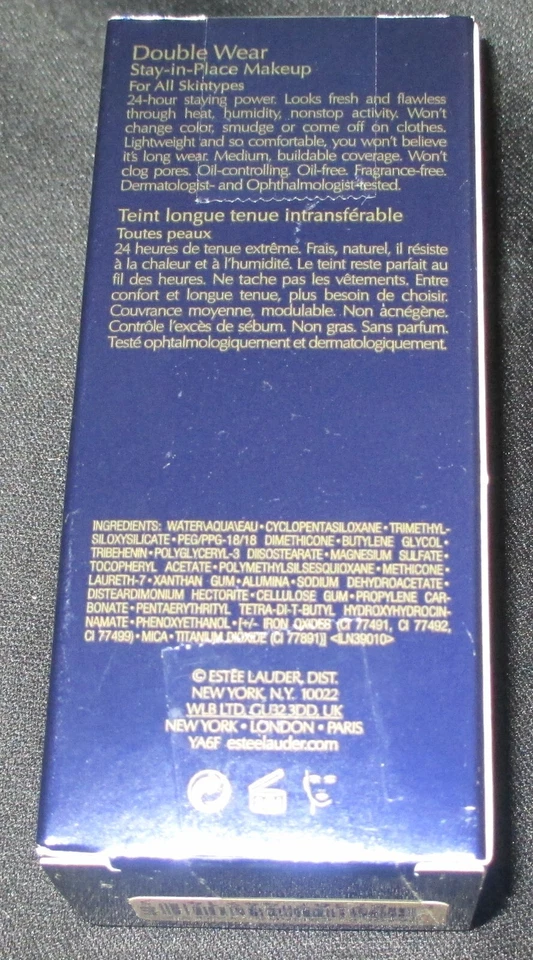 Double Wear
Stay-in-Place Makeup
For All Skintypes
24-hour staying power. Looks fresh and flawless
through heat, humidity, nonstop activity. Won't
change color, smudge or come off on clothes.
Lightweight and so comfortable, you won't believe
it's long wear. Medium, buildable coverage. Won't
clog pores. Oil-controlling. Oil-free. Fragrance-free.
Dermatologist- and Ophthalmologist-tested.
Teint longue tenue intransférable
Toutes peaux
24 heures de tenue extrême. Frais, naturel, il résiste
à la chaleur et à l'humidité. Le teint reste parfait au
fil des heures. Ne tache pas les vêtements. Entre
confort et longue tenue, plus besoin de choisir.
Couvrance moyenne, modulable. Non acnégène.
Contrôle l'excès de sébum. Non gras. Sans parfum.
Testé ophtalmologiquement et dermatologiquement.
INGREDIENTS: WATER\AQUA\EAU • CYCLOPENTASILOXANE • TRIMETHYL-
SILOXYSILICATE • PEG/PPG-18/18 DIMETHICONE • BUTYLENE GLYCOL •
TRIBEHENIN • POLYGLYCERYL-3 DIISOSTEARATE • MAGNESIUM SULFATE •
TOCOPHERYL ACETATE • POLYMETHYLSILSESQUIOXANE • METHICONE •
LAURETH-7 • XANTHAN GUM • ALUMINA • SODIUM DEHYDROACETATE •
DISTEARDIMONIUM HECTORITE • CELLULOSE GUM • PROPYLENE CAR-
BONATE • PENTAERYTHRITYL TETRA-DI-T-BUTYL HYDROXYHYDROCIN-
NAMATE • PHENOXYETHANOL • [+/- IRON OXIDES (CI 77491, CI 77492,
CI 77499) • MICA • TITANIUM DIOXIDE (CI 77891)] <ILN39010>
© ESTĒE LAUDER, DIST.
NEW YORK, N.Y. 10022
WLB LTD, GU32 3DD, UK
NEW YORK • LONDON • PARIS
YA6F esteelauder.com